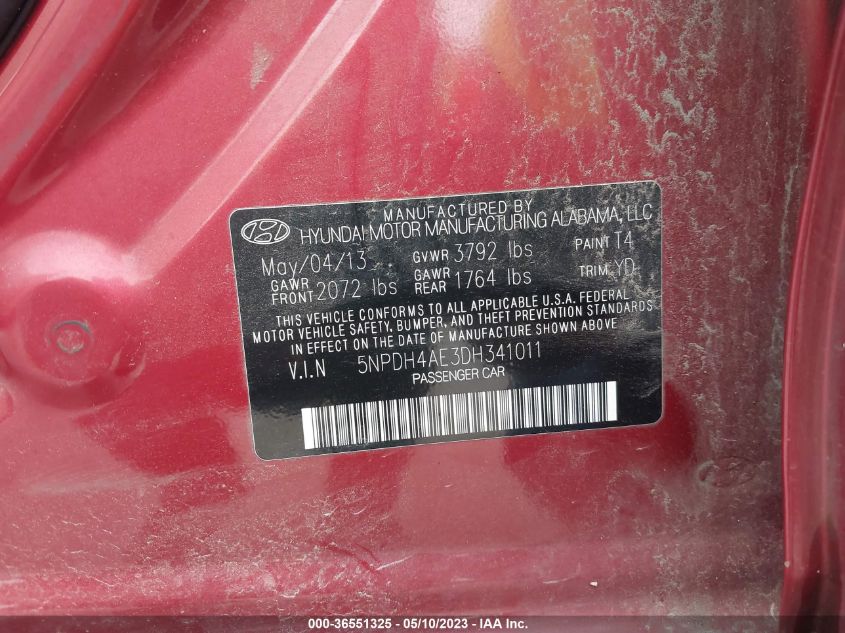 MANUFACTURED BY
HYUNDAI MOTOR MANUFACTURING ALABAMA, LLC
May/04/13 GVWR 3792 lbs PAINT T4
GAWR FRONT 2072 lbs GAWR REAR 1764 lbs TRIM YD
THIS VEHICLE CONFORMS TO ALL APPLICABLE U.S.A. FEDERAL
MOTOR VEHICLE SAFETY, BUMPER, AND THEFT PREVENTION STANDARDS
IN EFFECT ON THE DATE OF MANUFACTURE SHOWN ABOVE
V.I.N 5NPDH4AE3DH341011
PASSENGER CAR
000-36551325 - 05/10/2023 - IAA Inc.